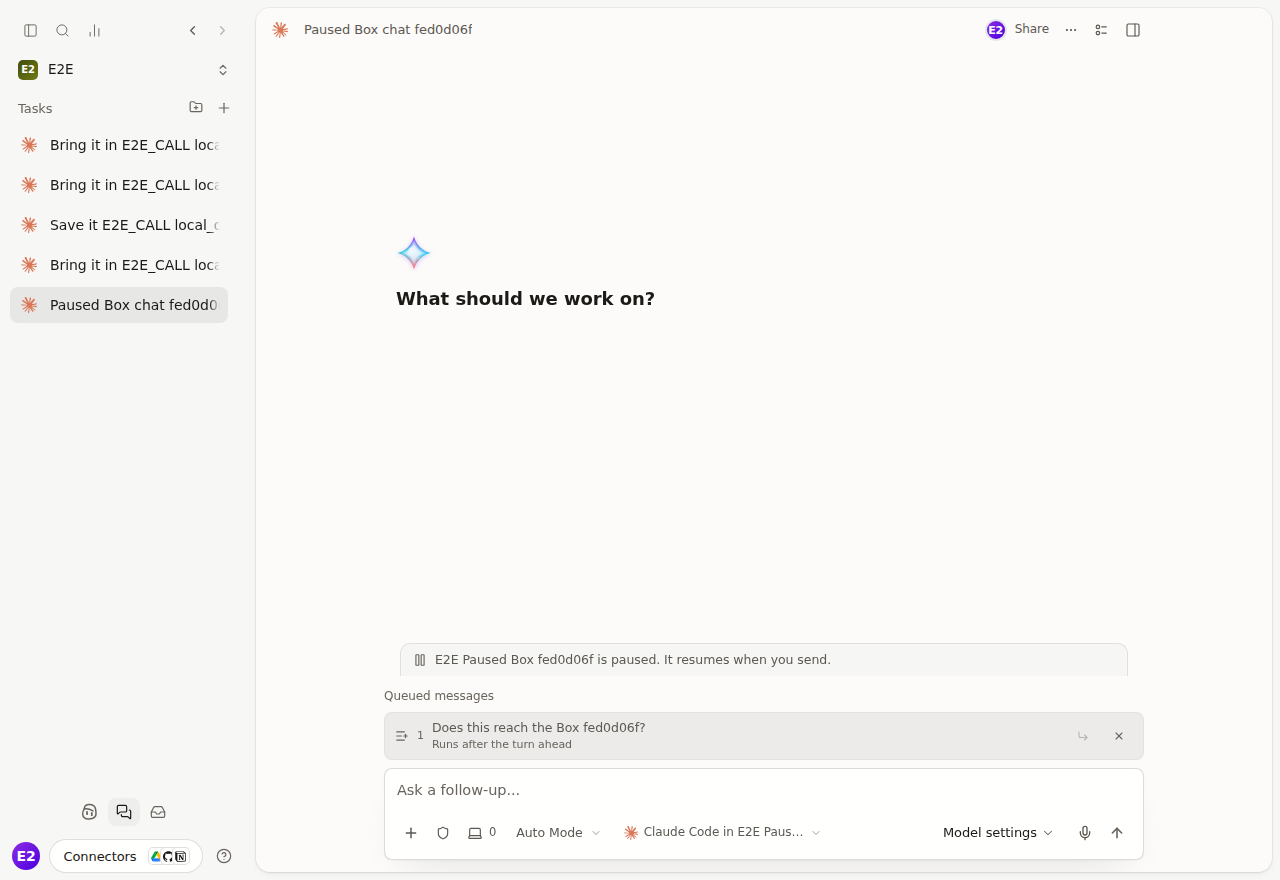 Paused Box chat fed0d06f
E2 Share
E2 E2E
Tasks
Bring it in E2E_CALL loca
Bring it in E2E_CALL loca
Save it E2E_CALL local_c
Bring it in E2E_CALL loca
Paused Box chat fed0d0
What should we work on?
E2E Paused Box fed0d06f is paused. It resumes when you send.
Queued messages
1 Does this reach the Box fed0d06f?
Runs after the turn ahead
Ask a follow-up...
0 Auto Mode Claude Code in E2E Paus... Model settings
E2 Connectors